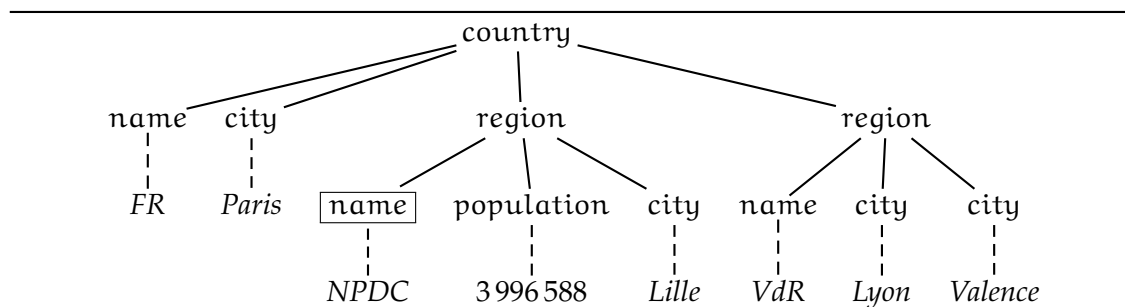 country
name city region region
FR Paris name population city name city city
NPDC 3 996 588 Lille VdR Lyon Valence